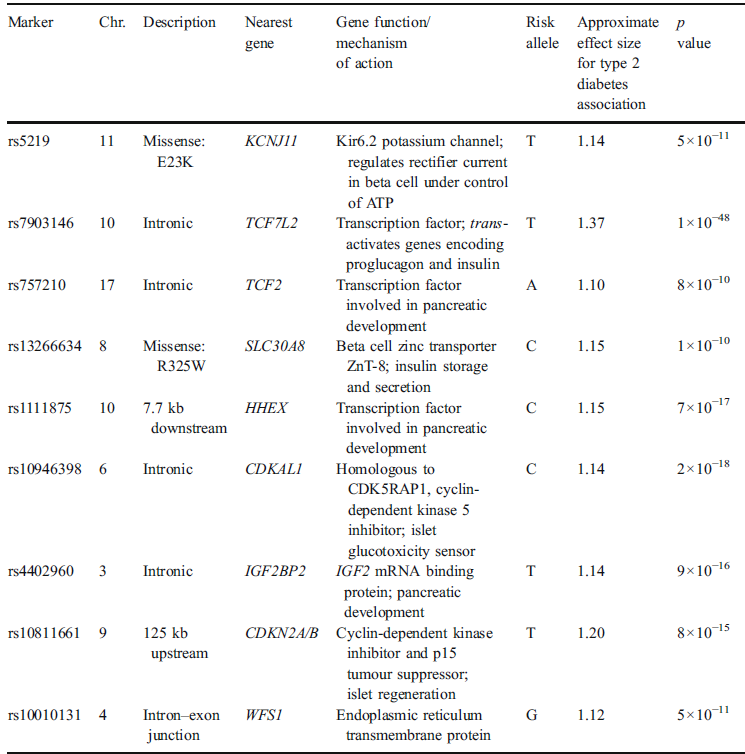 Marker Chr. Description Nearest Gene function/ Risk Approximate p
gene mechanism allele effect size value
of action for type 2
diabetes
association
rs5219 11 Missense: KCNJ11 Kir6.2 potassium channel; T 1.14 5×10−11
E23K regulates rectifier current
in beta cell under control
of ATP
rs7903146 10 Intronic TCF7L2 Transcription factor; trans- T 1.37 1×10−48
activates genes encoding
proglucagon and insulin
rs757210 17 Intronic TCF2 Transcription factor A 1.10 8×10−10
involved in pancreatic
development
rs13266634 8 Missense: SLC30A8 Beta cell zinc transporter C 1.15 1×10−10
R325W ZnT-8; insulin storage
and secretion
rs1111875 10 7.7 kb HHEX Transcription factor C 1.15 7×10−17
downstream involved in pancreatic
development
rs10946398 6 Intronic CDKAL1 Homologous to C 1.14 2×10−18
CDK5RAP1, cyclin-
dependent kinase 5
inhibitor; islet
glucotoxicity sensor
rs4402960 3 Intronic IGF2BP2 IGF2 mRNA binding T 1.14 9×10−16
protein; pancreatic
development
rs10811661 9 125 kb CDKN2A/B Cyclin-dependent kinase T 1.20 8×10−15
upstream inhibitor and p15
tumour suppressor;
islet regeneration
rs10010131 4 Intron–exon WFS1 Endoplasmic reticulum G 1.12 5×10−11
junction transmembrane protein